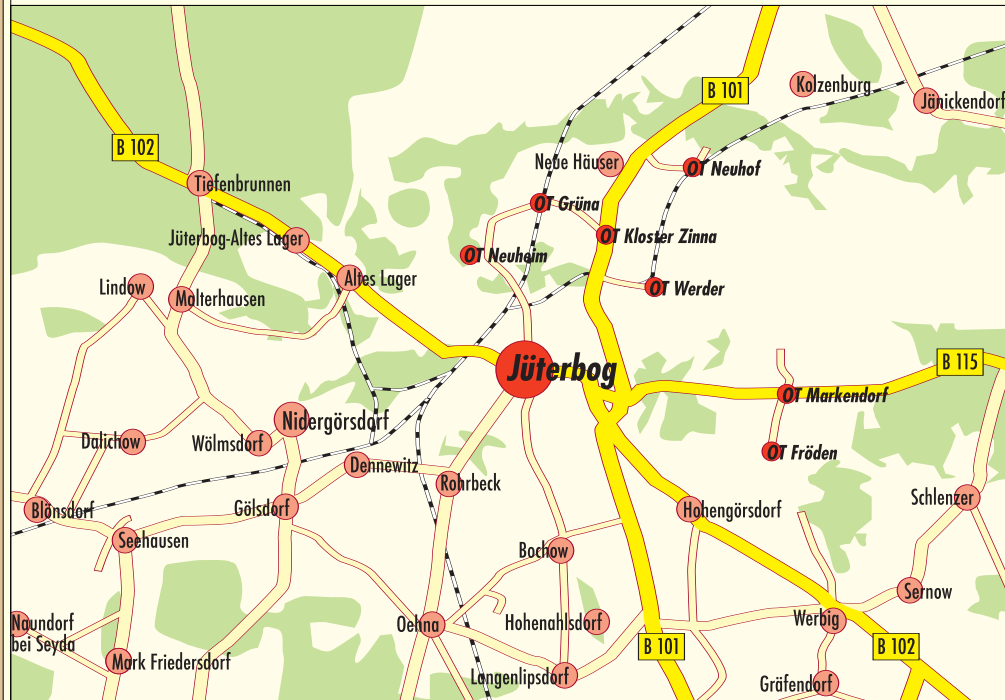 B 101
Kolzenburg
Jänickendorf
B 102
Neue Häuser
OT Neuhof
Tiefenbrunnen
OT Grüna
Jüterbog-Altes Lager
OT Kloster Zinna
OT Neuheim
Altes Lager
Lindow
Malterhausen
OT Werder
Jüterbog
B 115
OT Markendorf
Nidergörsdorf
Dalichow
Wölmsdorf
OT Fröden
Dennewitz
Rohrbeck
Schlenzer
Blönsdorf
Gölsdorf
Hohengörsdorf
Seehausen
Bochow
Sernow
Naundorf
bei Seyda
Oehna
Hohenahlsdorf
Werbig
B 101
B 102
Mark Friedersdorf
Langenlipsdorf
Gräfendorf